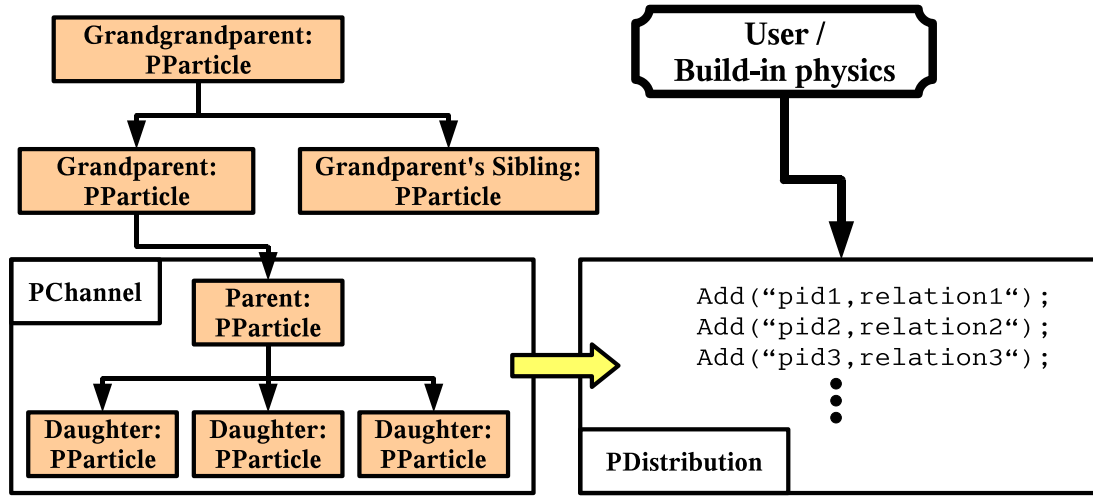 Grandgrandparent:
PParticle
User /
Build-in physics
Grandparent:
PParticle
Grandparent's Sibling:
PParticle
PChannel
Parent:
PParticle
Daughter:
PParticle
Daughter:
PParticle
Daughter:
PParticle
Add(“pid1,relation1“);
Add(“pid2,relation2“);
Add(“pid3,relation3“);
PDistribution